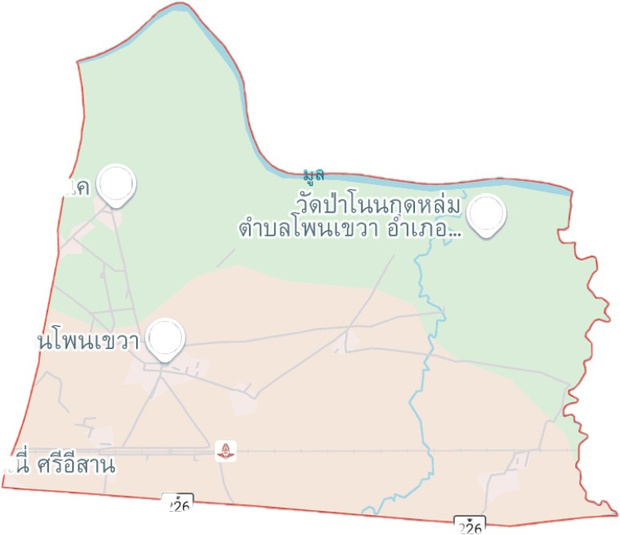 มูล
ค
วัดป่าโนนกุดหล่ม
ตำบลโพนเขวา อำเภอ...
นโพนเขวา
นี่ ศรีอีสาน
226
226